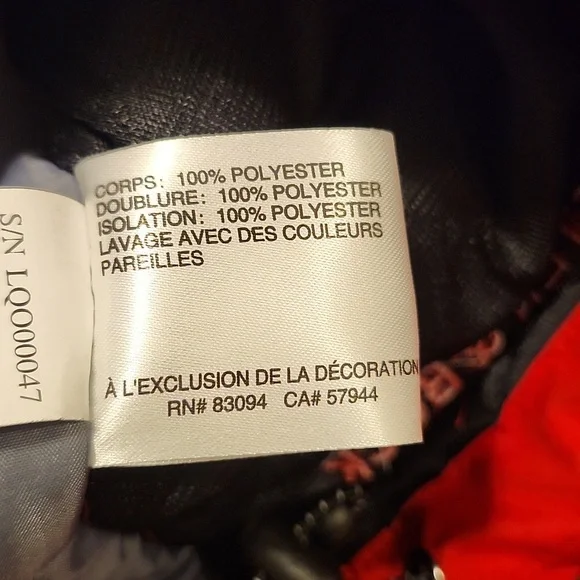 CORPS: 100% POLYESTER
DOUBLURE: 100% POLYESTER
ISOLATION: 100% POLYESTER
LAVAGE AVEC DES COULEURS
PAREILLES
À L'EXCLUSION DE LA DÉCORATION
RN# 83094 CA# 57944
S/N LQO00047